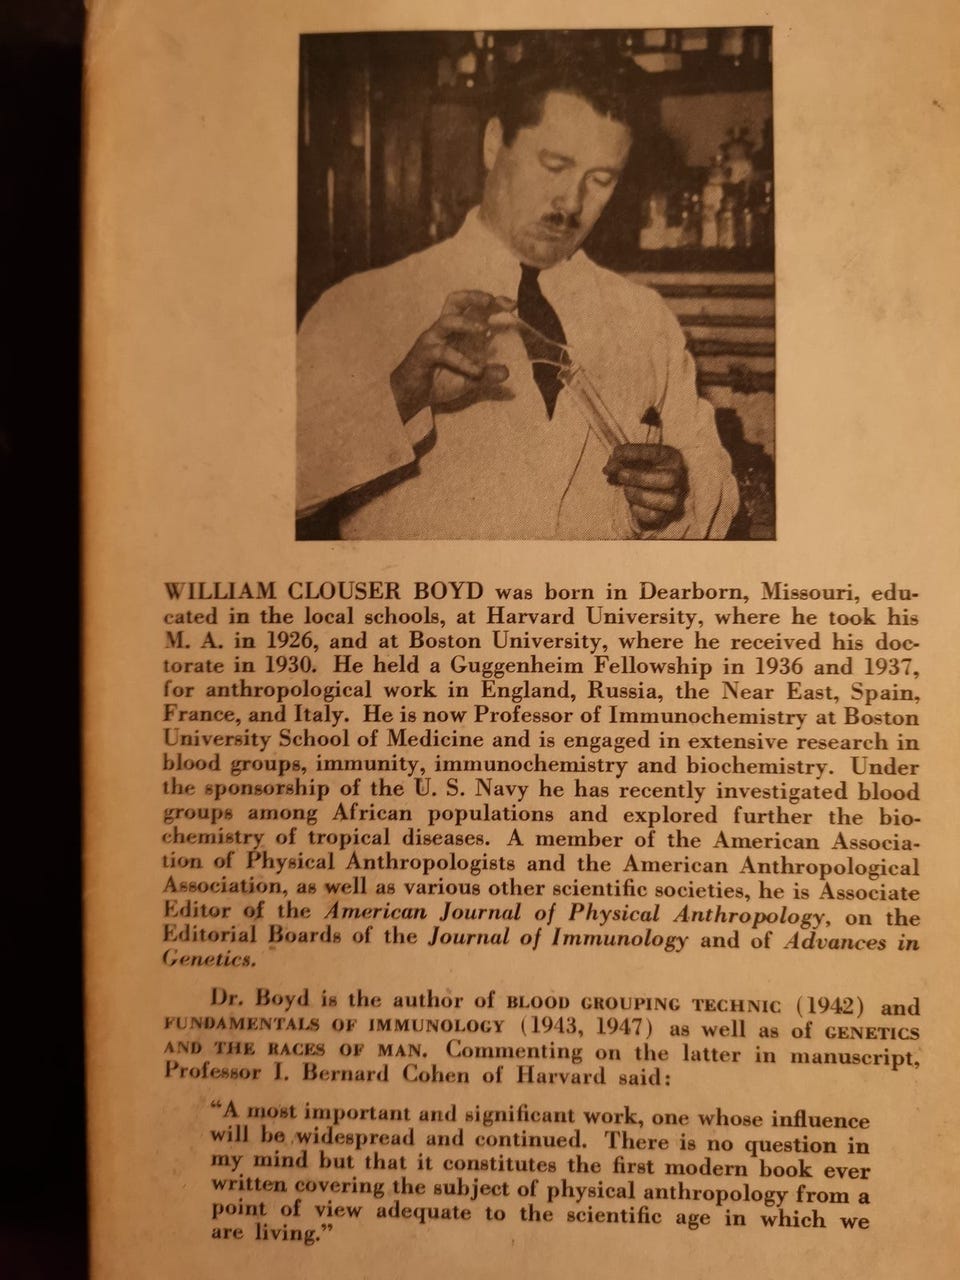 WILLIAM CLOUSER BOYD was born in Dearborn, Missouri, edu-
cated in the local schools, at Harvard University, where he took his
M. A. in 1926, and at Boston University, where he received his doc-
torate in 1930. He held a Guggenheim Fellowship in 1936 and 1937,
for anthropological work in England, Russia, the Near East, Spain,
France, and Italy. He is now Professor of Immunochemistry at Boston
University School of Medicine and is engaged in extensive research in
blood groups, immunity, immunochemistry and biochemistry. Under
the sponsorship of the U. S. Navy he has recently investigated blood
groups among African populations and explored further the bio-
chemistry of tropical diseases. A member of the American Associa-
tion of Physical Anthropologists and the American Anthropological
Association, as well as various other scientific societies, he is Associate
Editor of the American Journal of Physical Anthropology, on the
Editorial Boards of the Journal of Immunology and of Advances in
Genetics.
Dr. Boyd is the author of BLOOD GROUPING TECHNIC (1942) and
FUNDAMENTALS OF IMMUNOLOGY (1943, 1947) as well as of GENETICS
AND THE RACES OF MAN. Commenting on the latter in manuscript,
Professor I. Bernard Cohen of Harvard said:
"A most important and significant work, one whose influence
will be widespread and continued. There is no question in
my mind but that it constitutes the first modern book ever
written covering the subject of physical anthropology from a
point of view adequate to the scientific age in which we
are living."